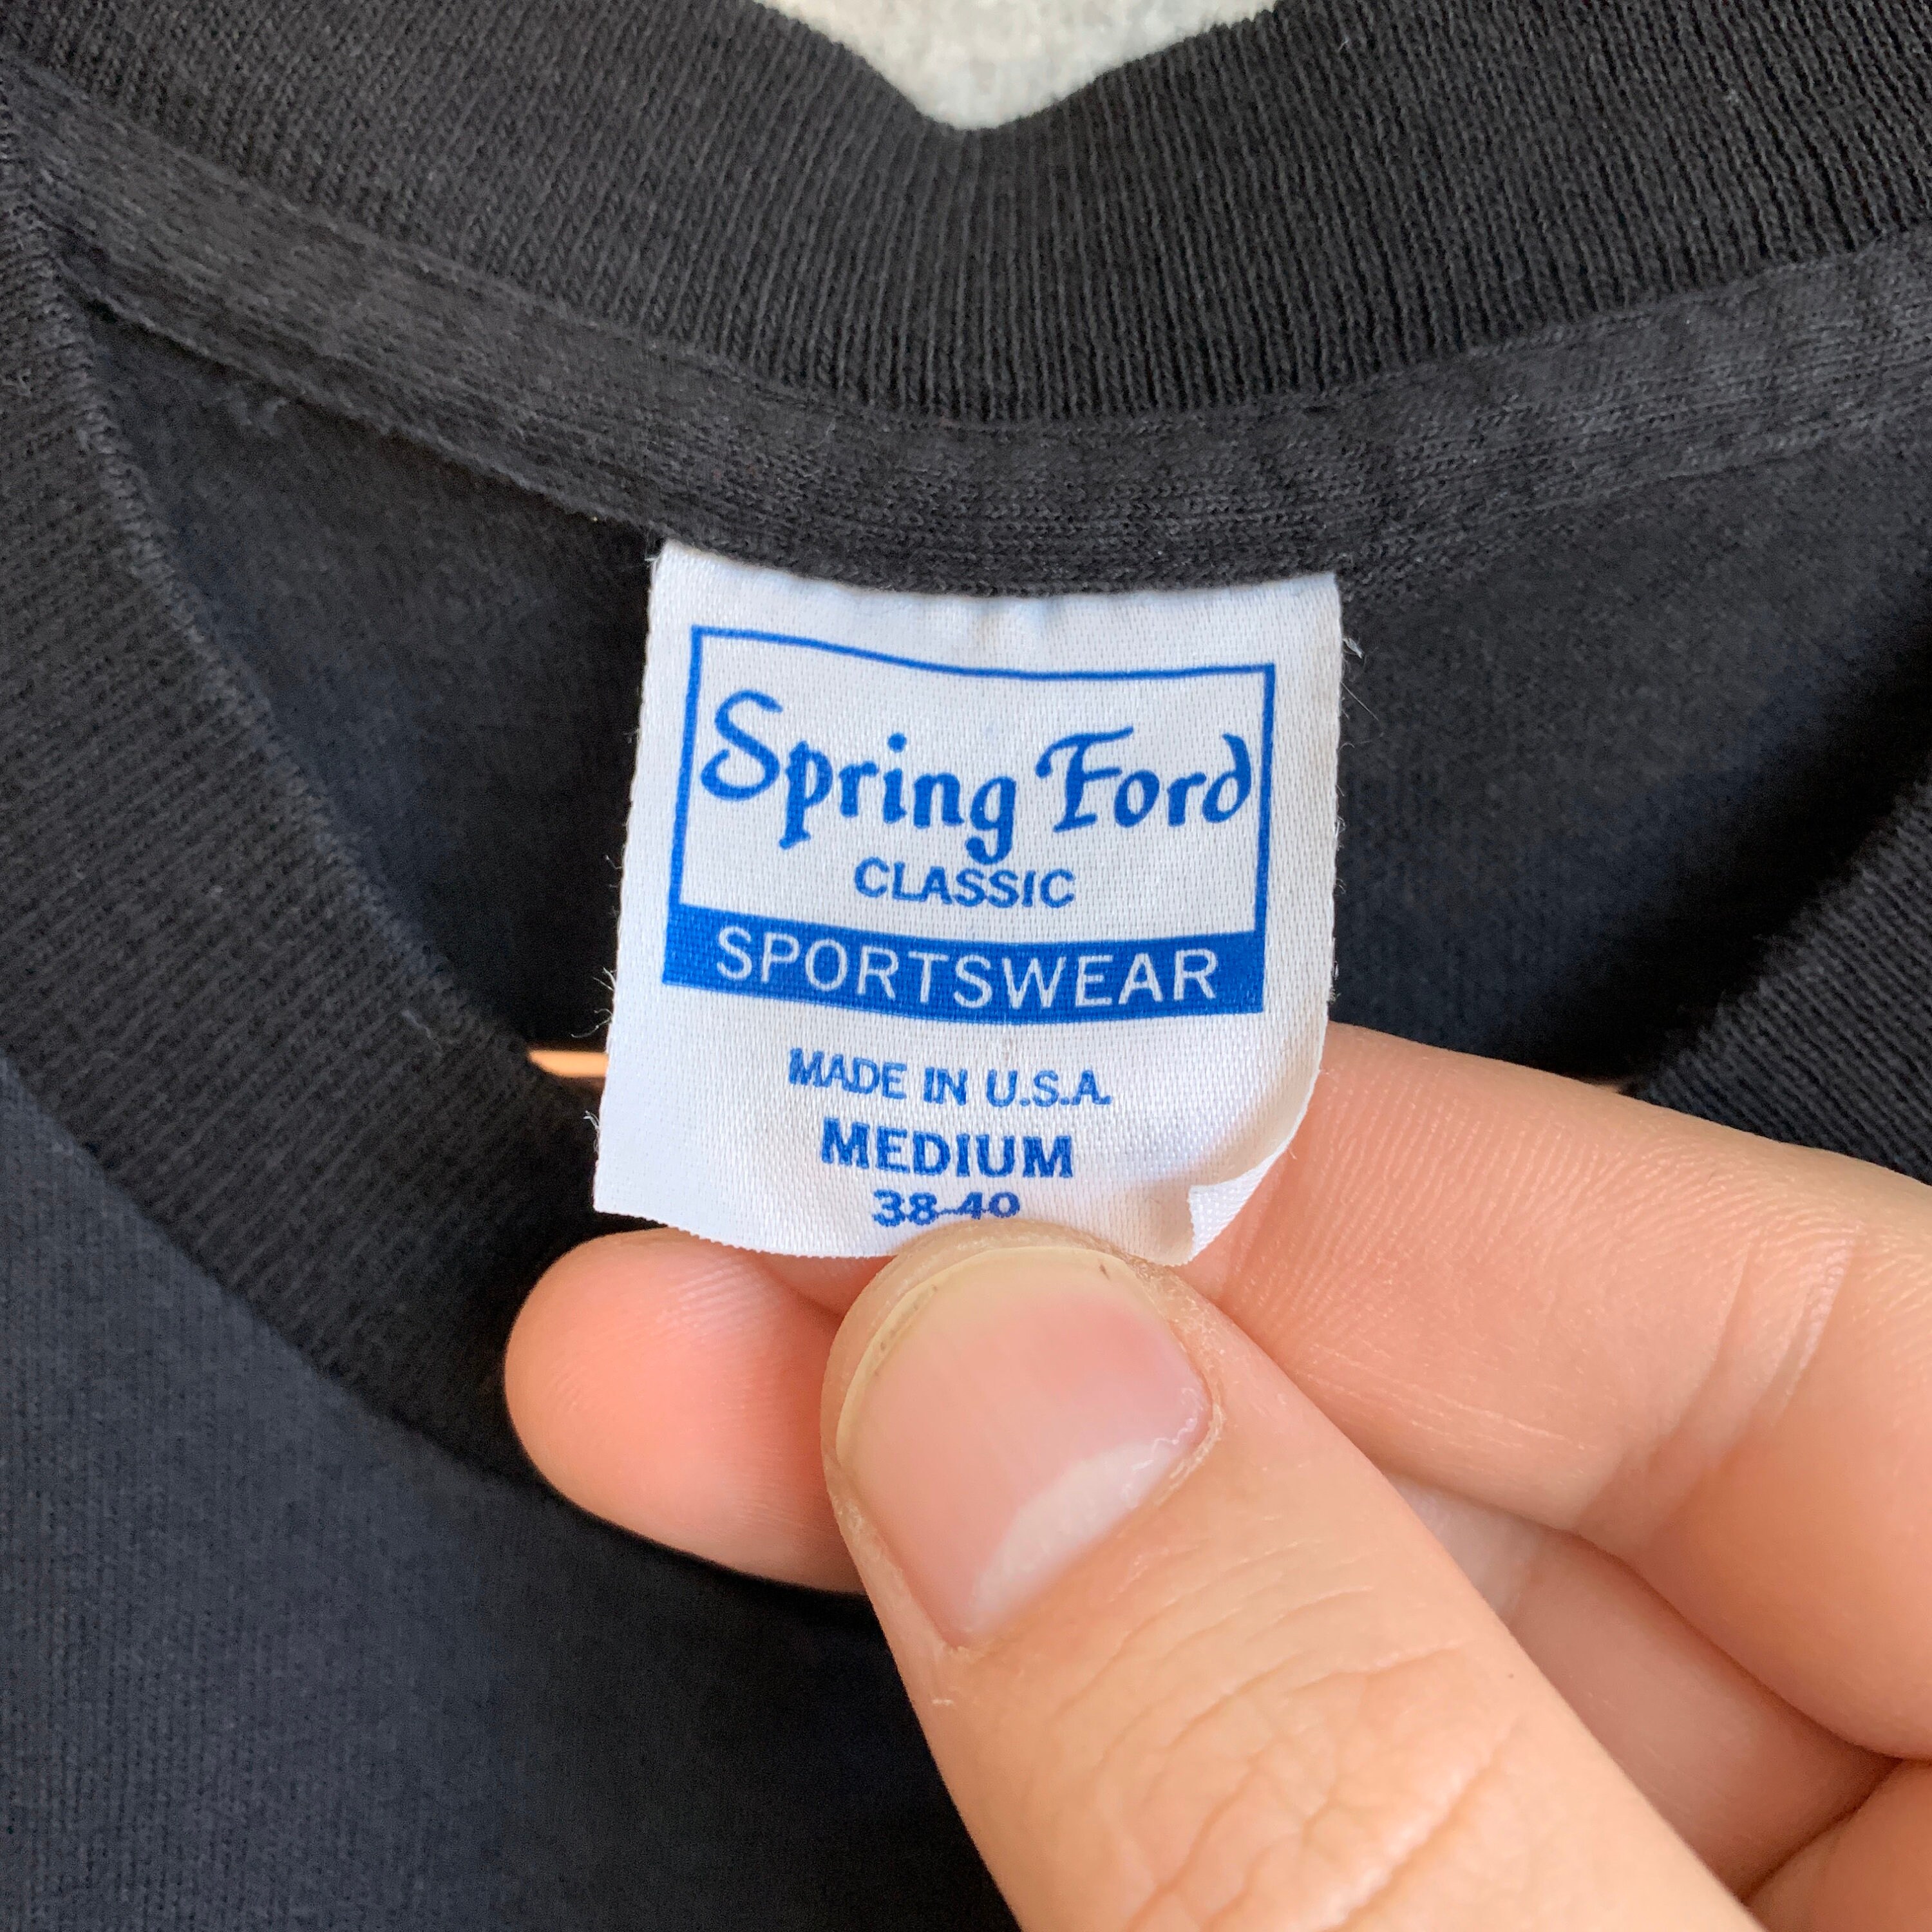 Spring Ford
CLASSIC
SPORTSWEAR
MADE IN U.S.A.
MEDIUM
38-40